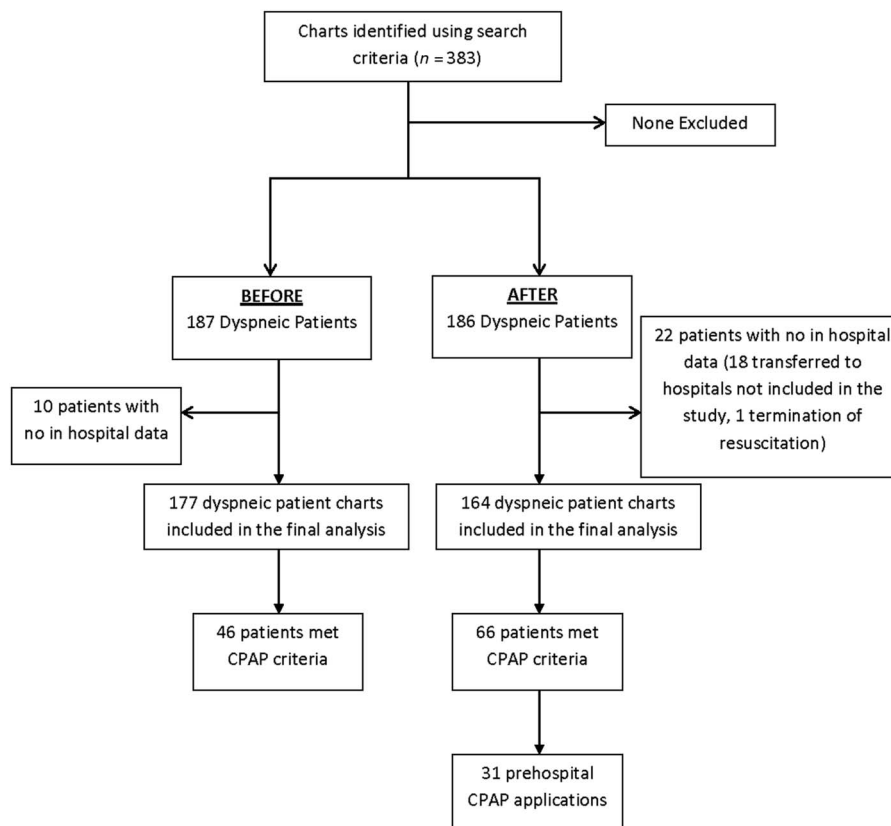 Charts identified using search
criteria (n = 383)
None Excluded
BEFORE
187 Dyspneic Patients
AFTER
186 Dyspneic Patients
22 patients with no in hospital
data (18 transferred to
hospitals not included in the
study, 1 termination of
resuscitation)
10 patients with
no in hospital data
177 dyspneic patient charts
included in the final analysis
164 dyspneic patient charts
included in the final analysis
46 patients met
CPAP criteria
66 patients met
CPAP criteria
31 prehospital
CPAP applications